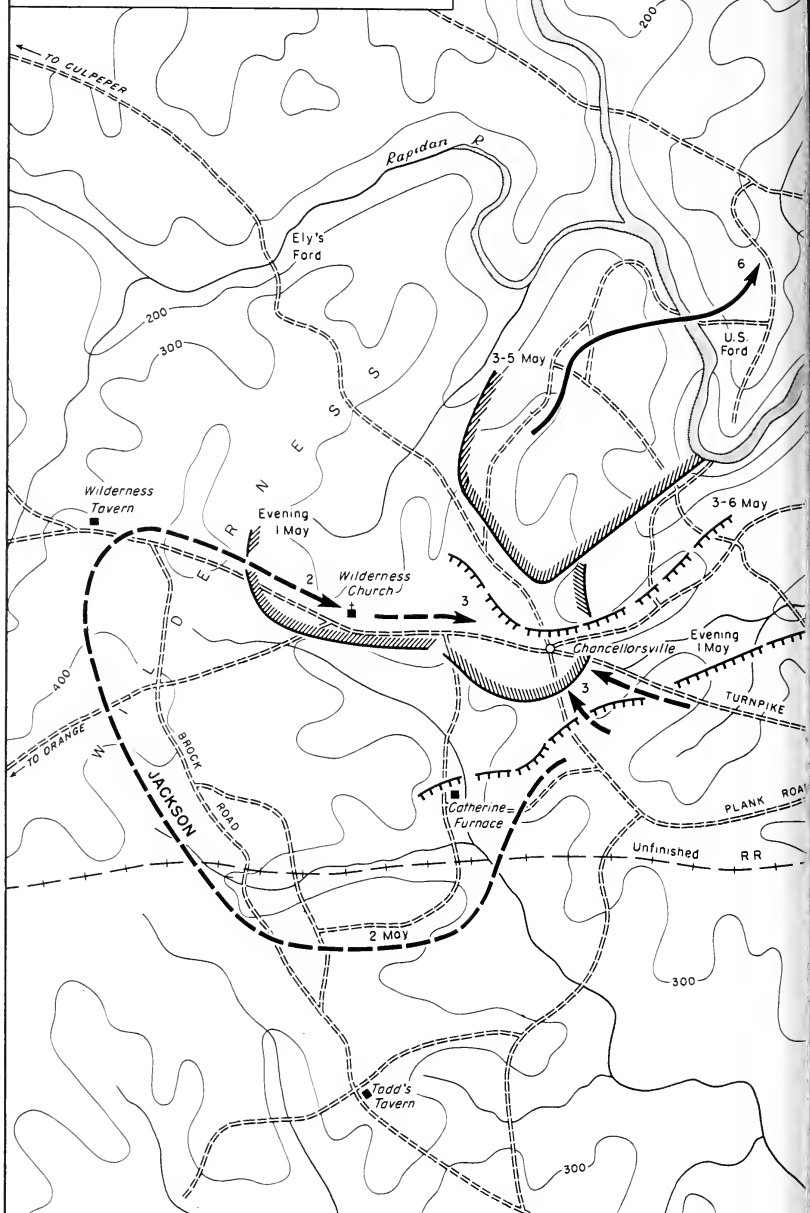 200
TO CULPEPER
Rapidan R
Ely's
Ford
6
200
300
U.S.
Ford
3-5 May
WILDERNESS
Wilderness
Tavern
Evening
1 May
3-6 May
2
Wilderness
Church
3
Chancellorsville
Evening
1 May
400
3
TURNPIKE
TO ORANGE
BROCK
ROAD
JACKSON
Catherine
Furnace
PLANK ROA
Unfinished RR
2 May
300
Todd's
Tavern
300